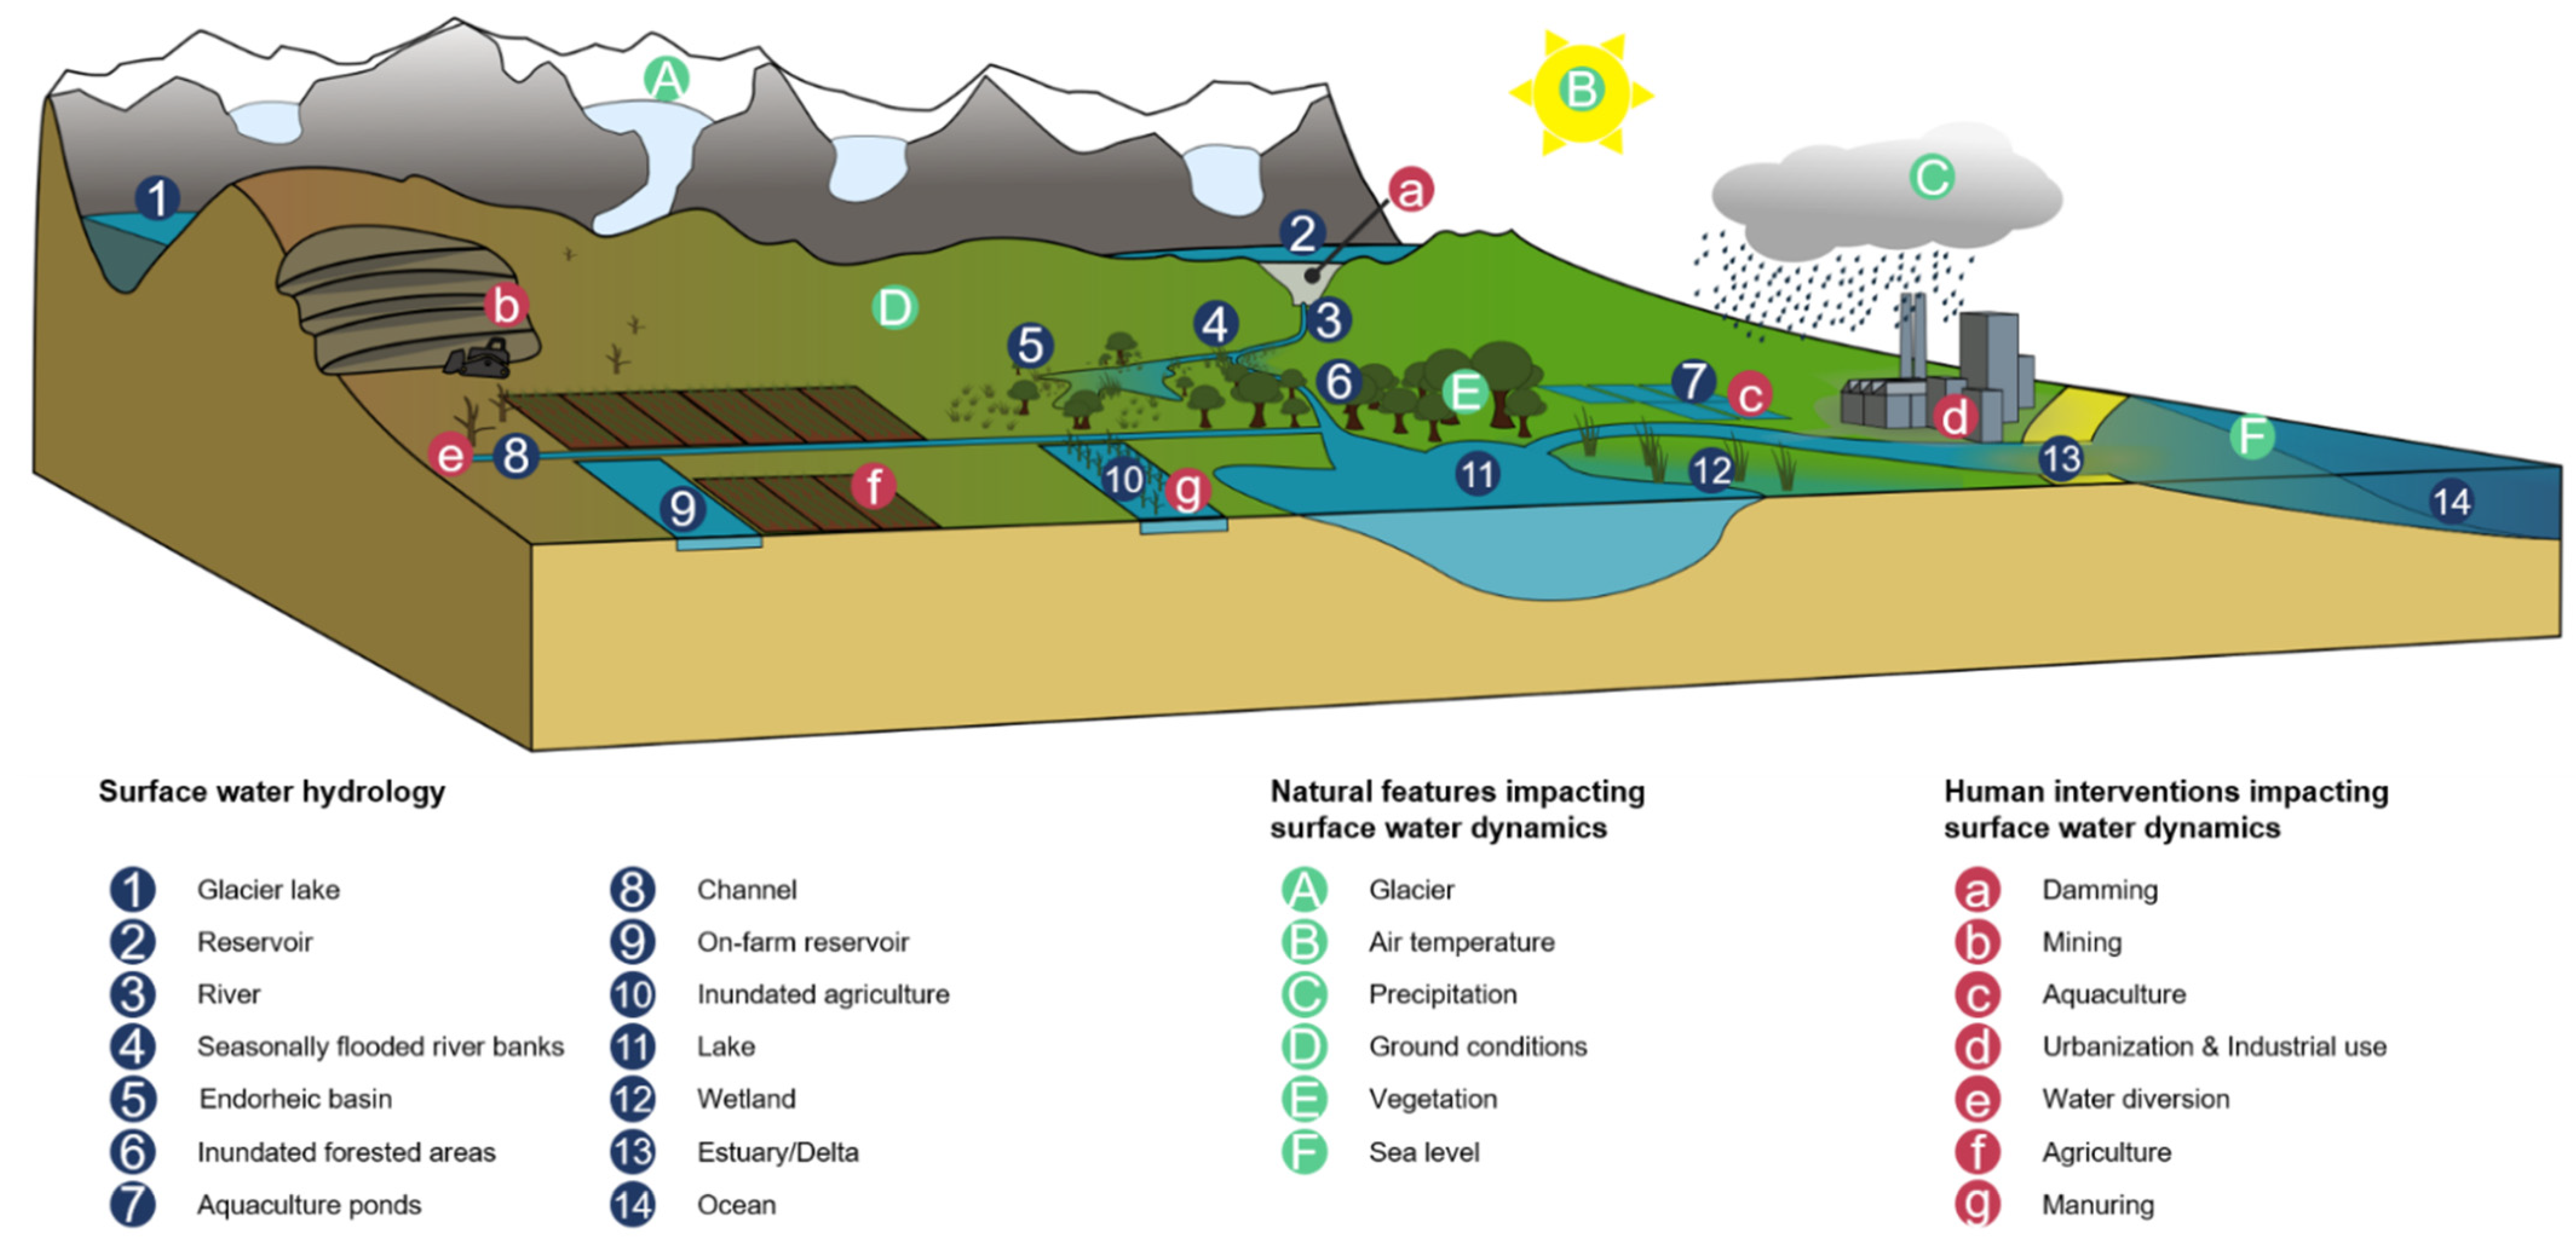 A
B
C
1
a
2
b
D
3
4
5
6
E
7
c
d
F
e
8
f
10
g
11
12
13
9
14
Surface water hydrology
Natural features impacting
surface water dynamics
Human interventions impacting
surface water dynamics
1 Glacier lake
2 Reservoir
3 River
4 Seasonally flooded river banks
5 Endorheic basin
6 Inundated forested areas
7 Aquaculture ponds
8 Channel
9 On-farm reservoir
10 Inundated agriculture
11 Lake
12 Wetland
13 Estuary/Delta
14 Ocean
A Glacier
B Air temperature
C Precipitation
D Ground conditions
E Vegetation
F Sea level
a Damming
b Mining
c Aquaculture
d Urbanization & Industrial use
e Water diversion
f Agriculture
g Manuring